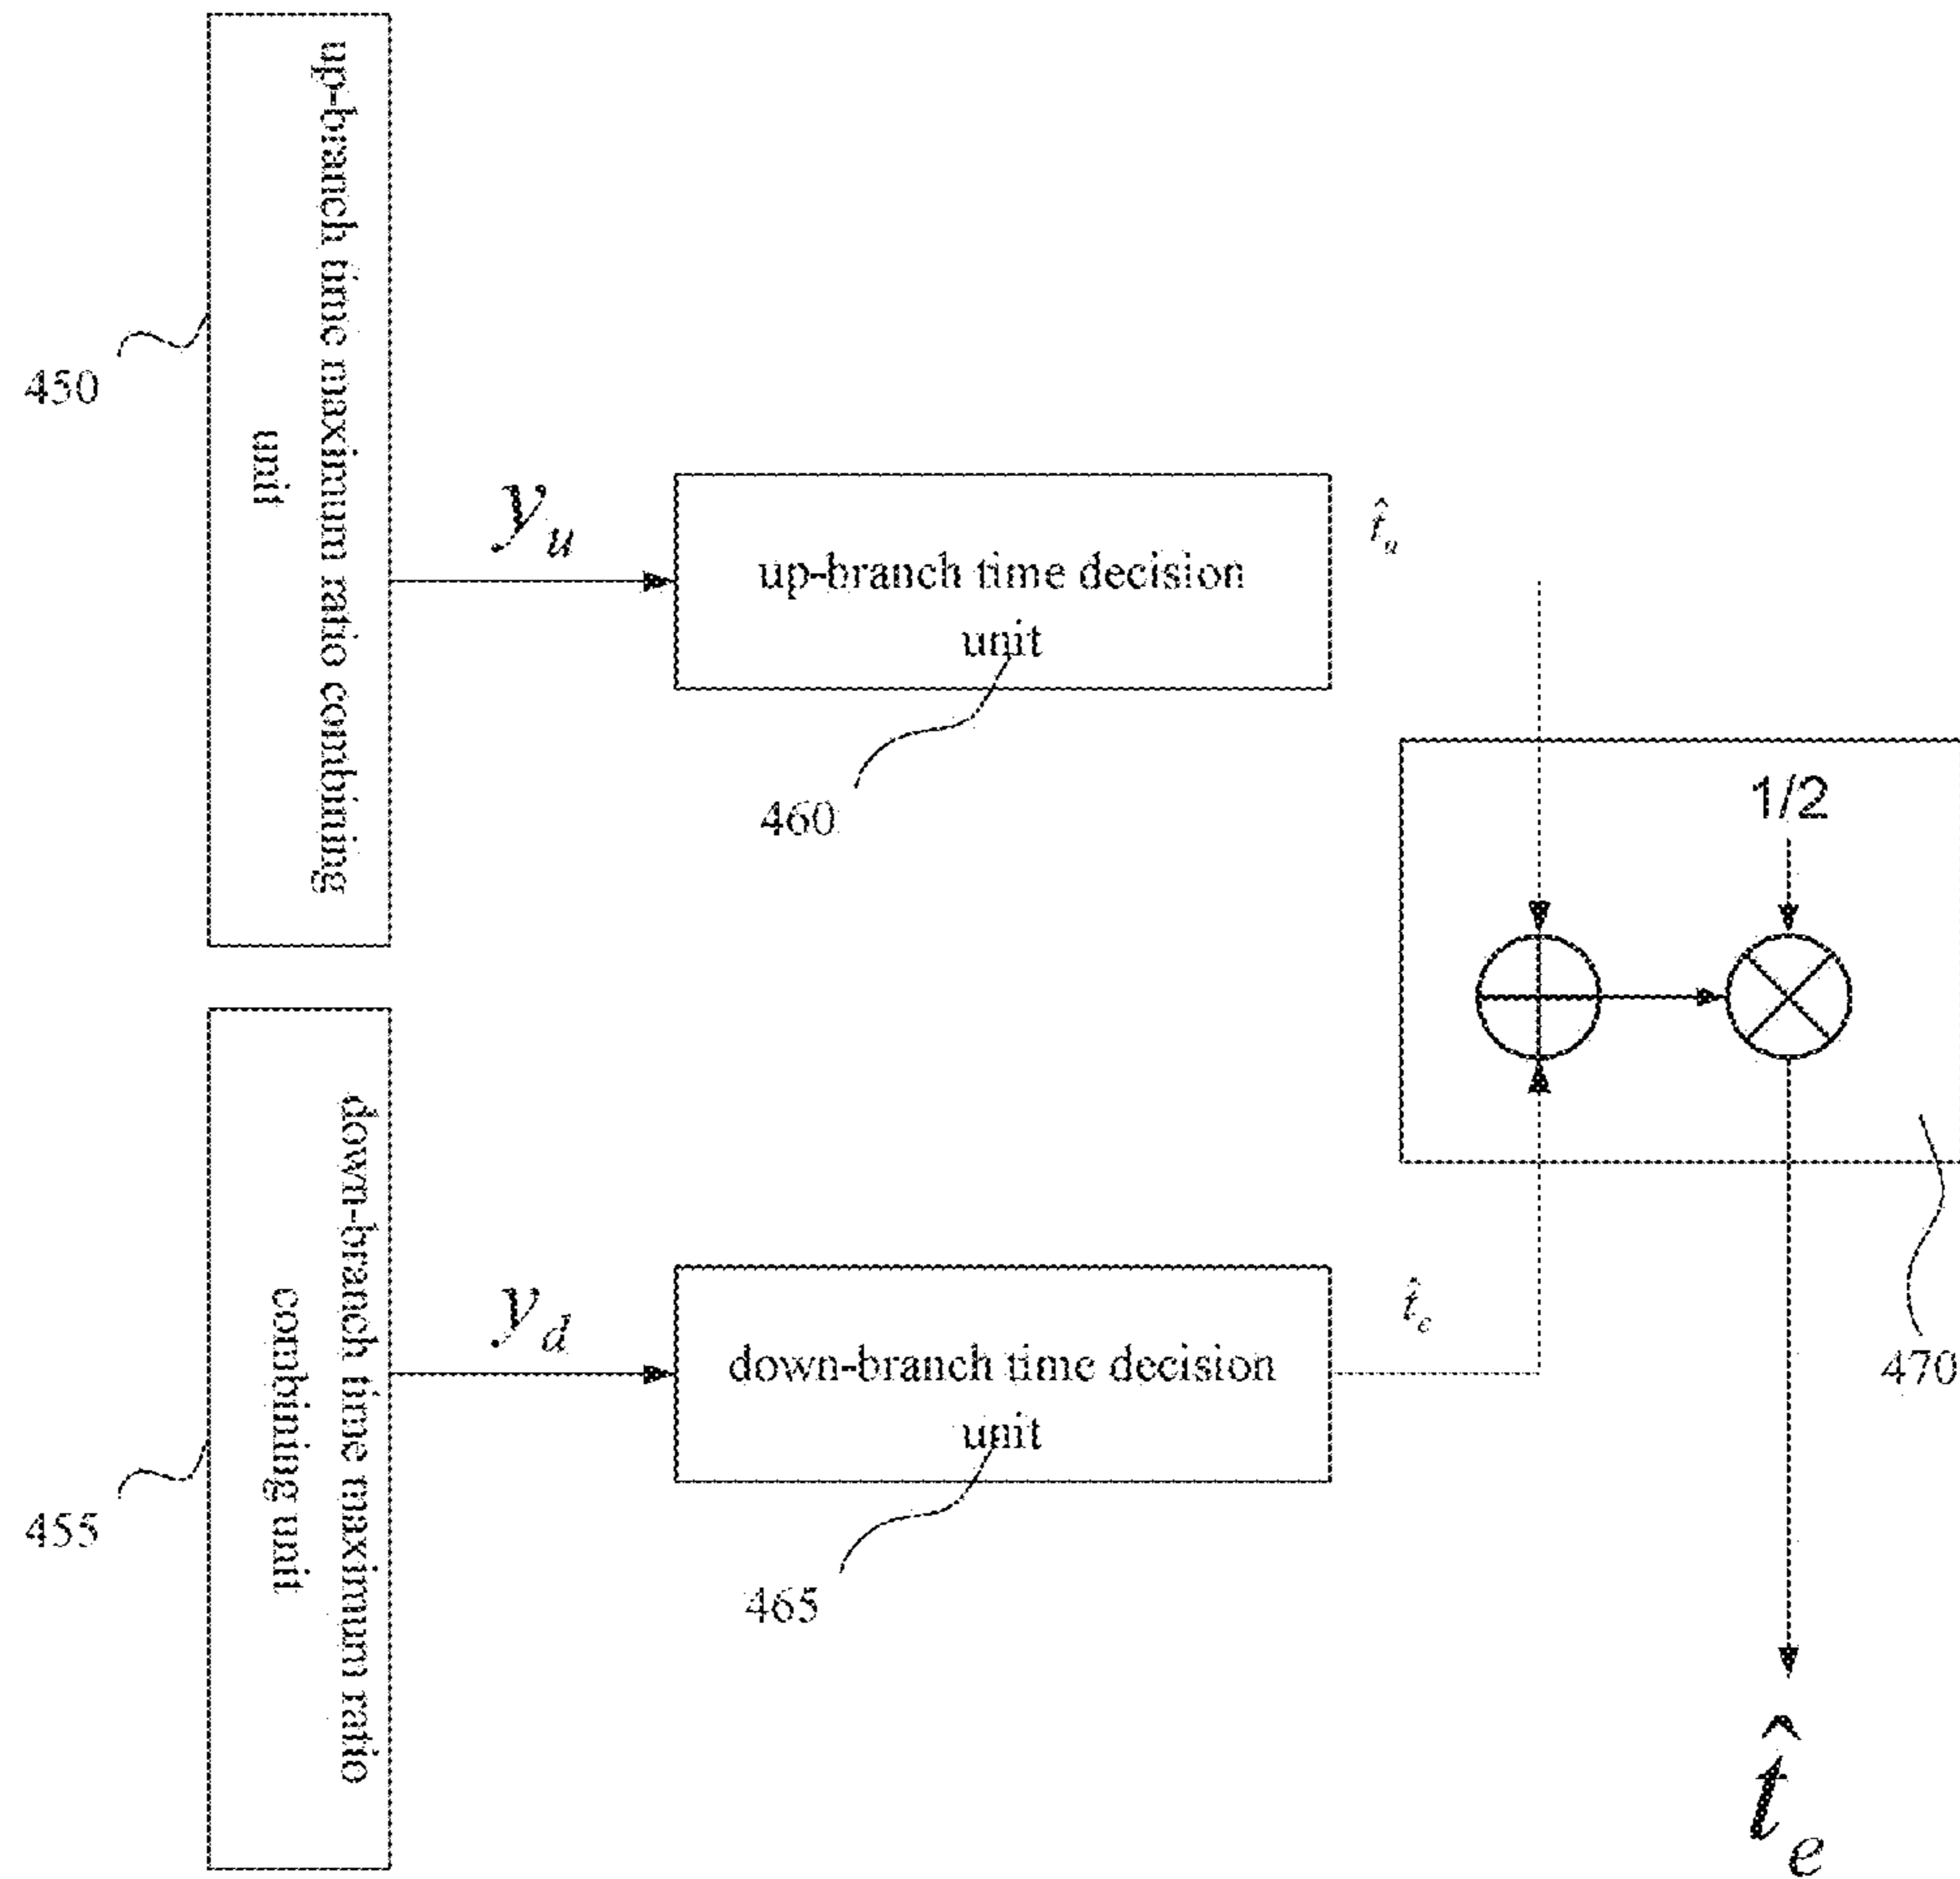 up-branch time maximum ratio combining
unit
450
y_u
up-branch time decision
unit
t̂_u
460
1/2
470
down-branch time maximum ratio
combining unit
455
y_d
down-branch time decision
unit
t̂_e
465
t̂_e